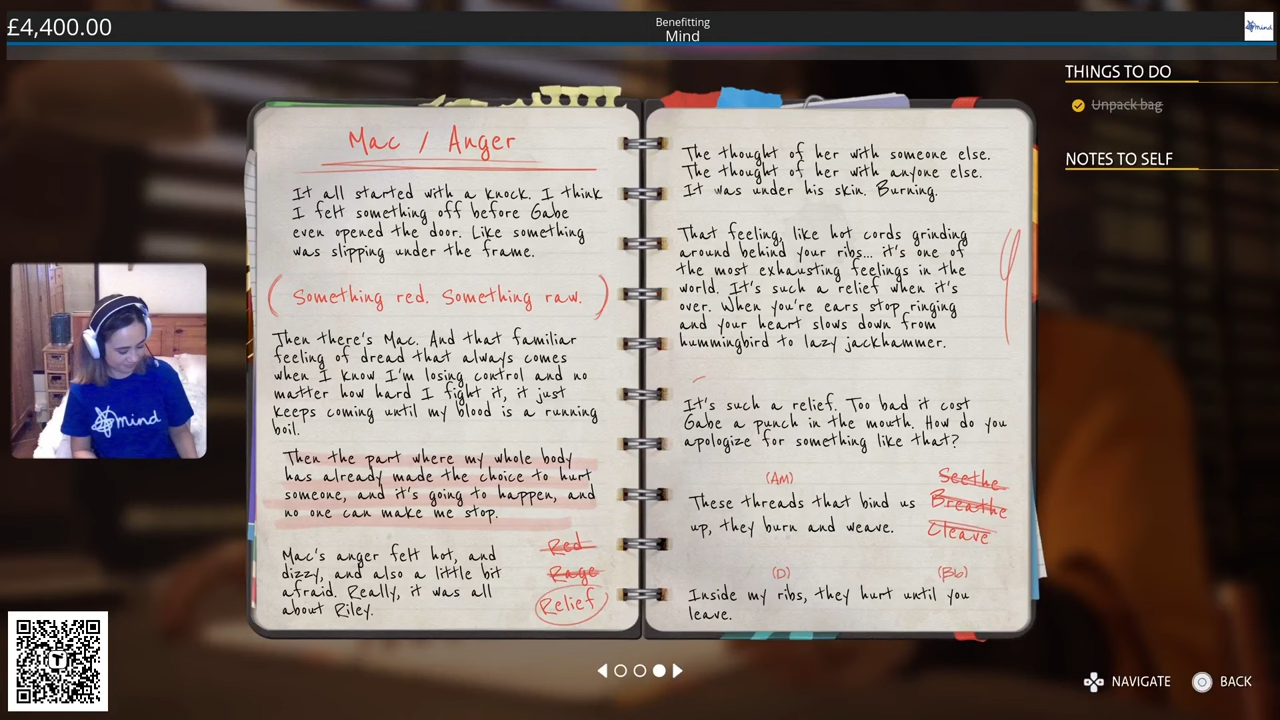 £4,400.00
Benefitting
Mind
mind
THINGS TO DO
Unpack bag
NOTES TO SELF
Mac / Anger
It all started with a knock. I think
I felt something off before Gabe
even opened the door. Like something
was slipping under the frame.
(Something red. Something raw.)
Then there's Mac. And that familiar
feeling of dread that always comes
when I know I'm losing control and no
matter how hard I fight it, it just
keeps coming until my blood is a running
boil.
Then the part where my whole body
has already made the choice to hurt
someone, and it's going to happen, and
no one can make me stop.
Mac's anger felt hot, and
dizzy, and also a little bit
afraid. Really, it was all
about Riley.
Red
Rage
Relief
The thought of her with someone else.
The thought of her with anyone else.
It was under his skin. Burning.
That feeling, like hot cords grinding
around behind your ribs... it's one of
the most exhausting feelings in the
world. It's such a relief when it's
over. When you're ears stop ringing
and your heart slows down from
hummingbird to lazy jackhammer.
It's such a relief. Too bad it cost
Gabe a punch in the mouth. How do you
apologize for something like that?
(AM)
These threads that bind us
up, they burn and weave.
Seethe
Breathe
Cleave
(D) (Bb)
Inside my ribs, they hurt until you
leave.
mind
T
NAVIGATE
BACK